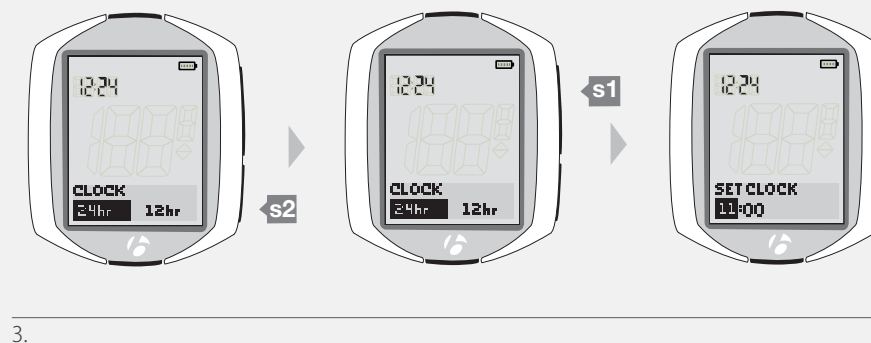 12:24
CLOCK
24hr 12hr
s2
12:24
CLOCK
24hr 12hr
s1
12:24
SET CLOCK
11:00
3.